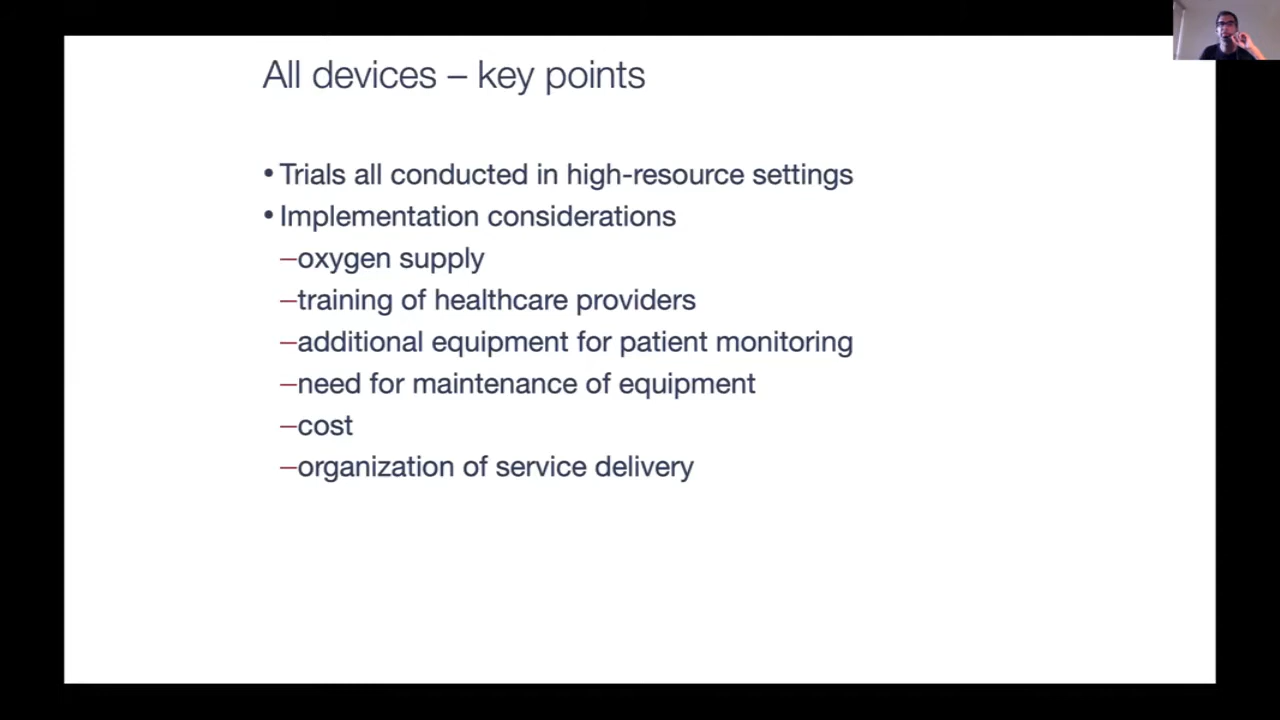 All devices – key points
• Trials all conducted in high-resource settings
• Implementation considerations
–oxygen supply
–training of healthcare providers
–additional equipment for patient monitoring
–need for maintenance of equipment
–cost
–organization of service delivery